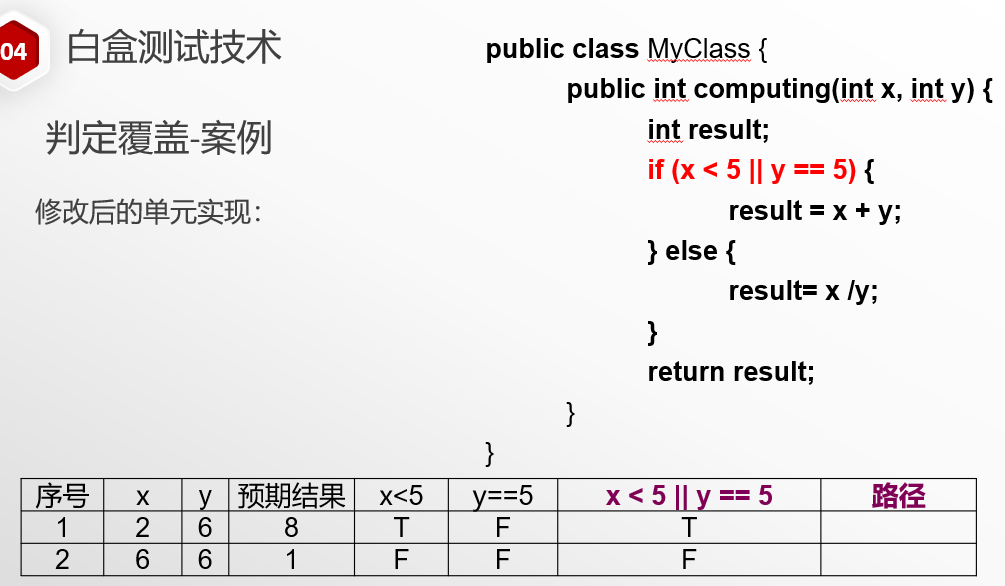 04
白盒测试技术
判定覆盖-案例
修改后的单元实现：
public class MyClass {
public int computing(int x, int y) {
int result;
if (x < 5 || y == 5) {
result = x + y;
} else {
result= x /y;
}
return result;
}
}
序号 x y 预期结果 x<5 y==5 x < 5 || y == 5 路径
1 2 6 8 T F T
2 6 6 1 F F F